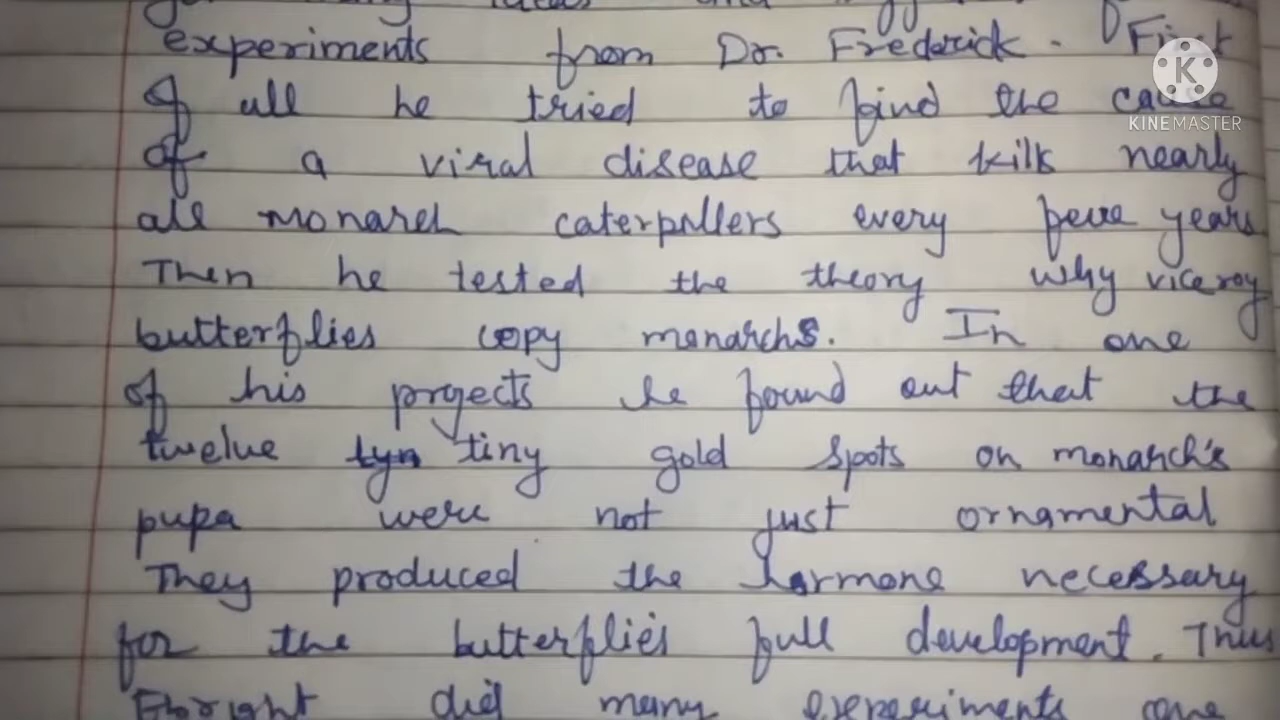 experiments from Dr. Frederick. First
of all he tried to find the cause
of a viral disease that kills nearly
all monarch caterpillers every few years
Then he tested the theory why viceroy
butterflies copy monarchs. In one
of his projects he found out that the
twelve tyn tiny gold spots on monarch's
pupa were not just ornamental
They produced the hormone necessary
for the butterflies full development. Thus
Ebright did many experiments one
KINEMASTER